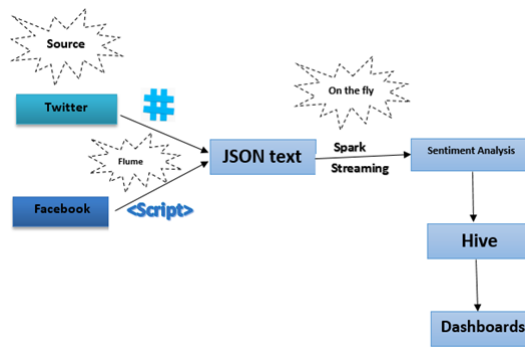 Source
Twitter
#
Flume
Facebook
<Script>
JSON text
On the fly
Spark
Streaming
Sentiment Analysis
Hive
Dashboards